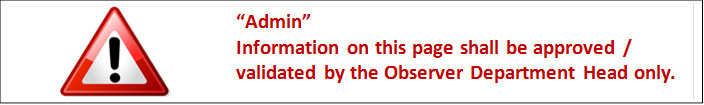 “Admin”
Information on this page shall be approved /
validated by the Observer Department Head only.